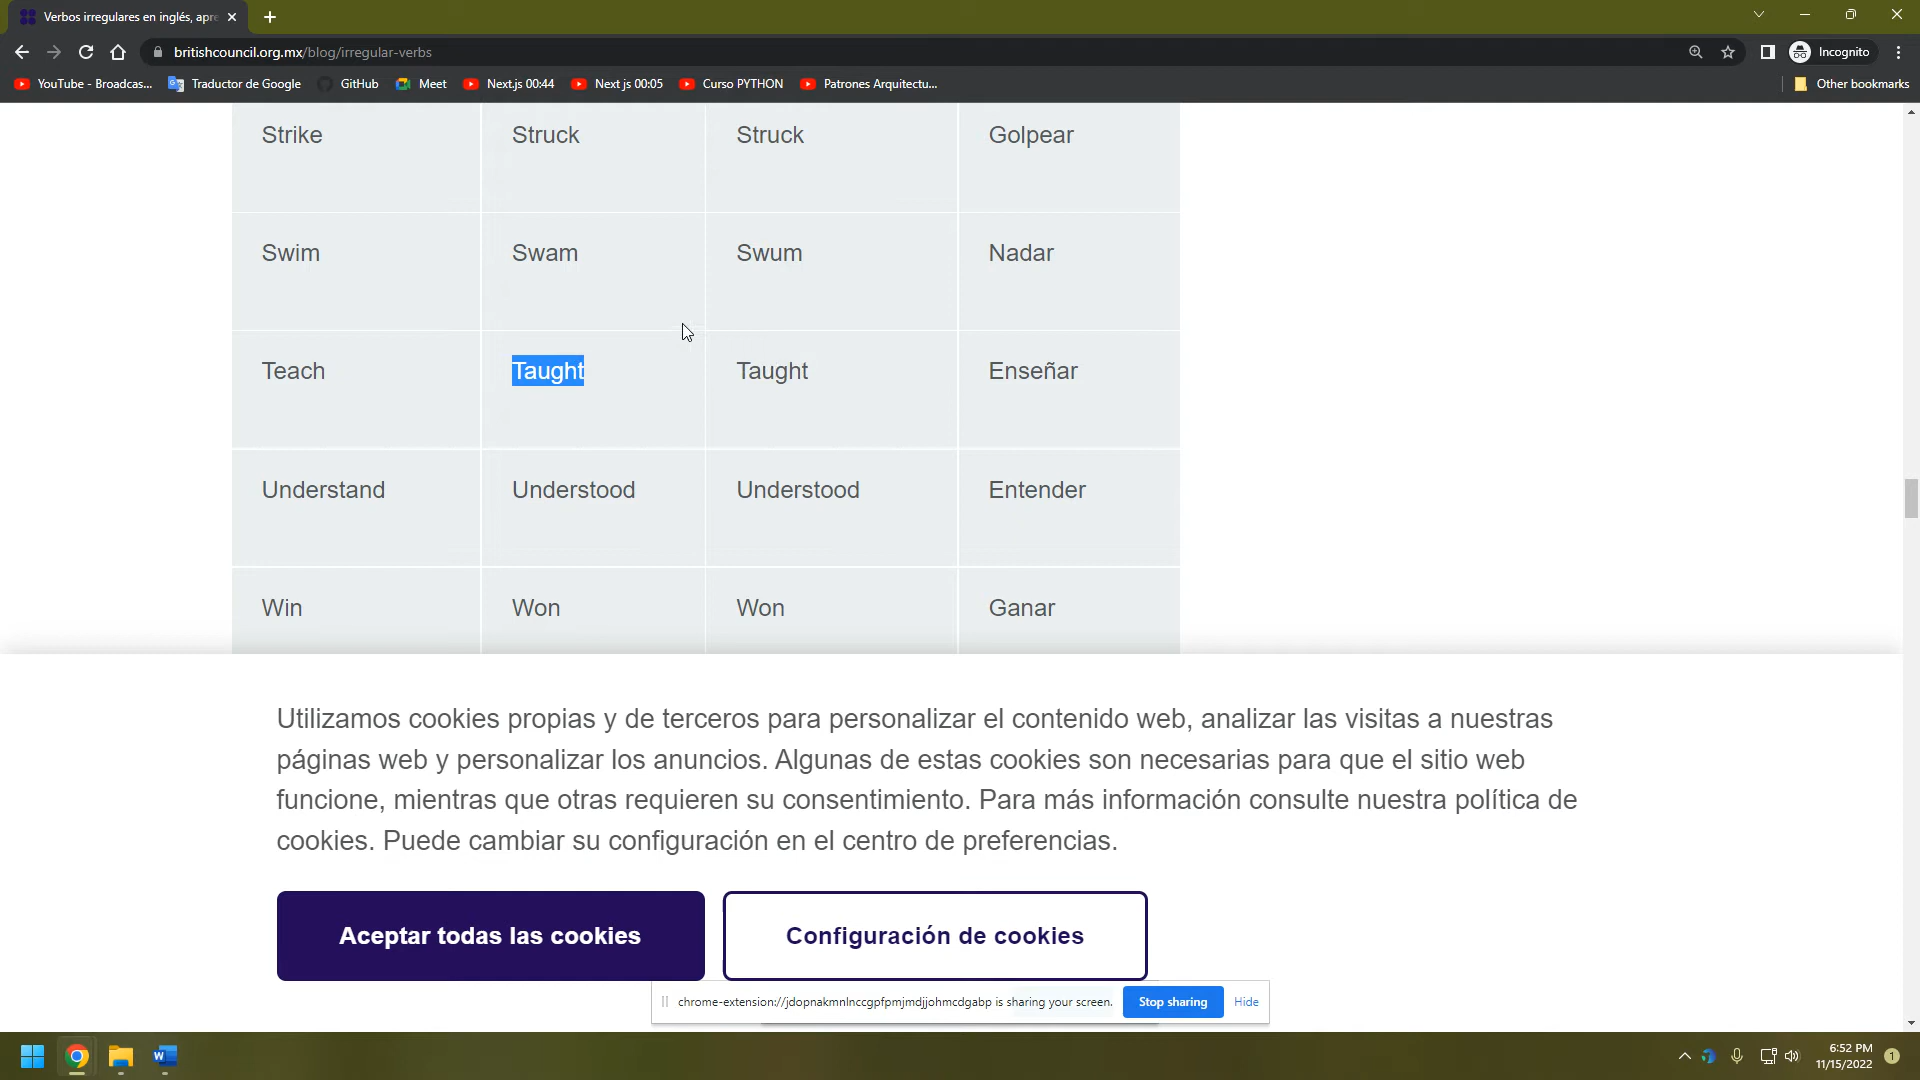 Verbos irregulares en inglés, apre
britishcouncil.org.mx/blog/irregular-verbs
Incognito
YouTube - Broadcas...
Traductor de Google
GitHub
Meet
Next.js 00:44
Next js 00:05
Curso PYTHON
Patrones Arquitectu...
Other bookmarks
Strike Struck Struck Golpear
Swim Swam Swum Nadar
Teach Taught Taught Enseñar
Understand Understood Understood Entender
Win Won Won Ganar
Utilizamos cookies propias y de terceros para personalizar el contenido web, analizar las visitas a nuestras
páginas web y personalizar los anuncios. Algunas de estas cookies son necesarias para que el sitio web
funcione, mientras que otras requieren su consentimiento. Para más información consulte nuestra política de
cookies. Puede cambiar su configuración en el centro de preferencias.
Aceptar todas las cookies
Configuración de cookies
chrome-extension://jdopnakmnlnccgpfpmjmdjjohmcdgabp is sharing your screen.
Stop sharing
Hide
6:52 PM
11/15/2022
1